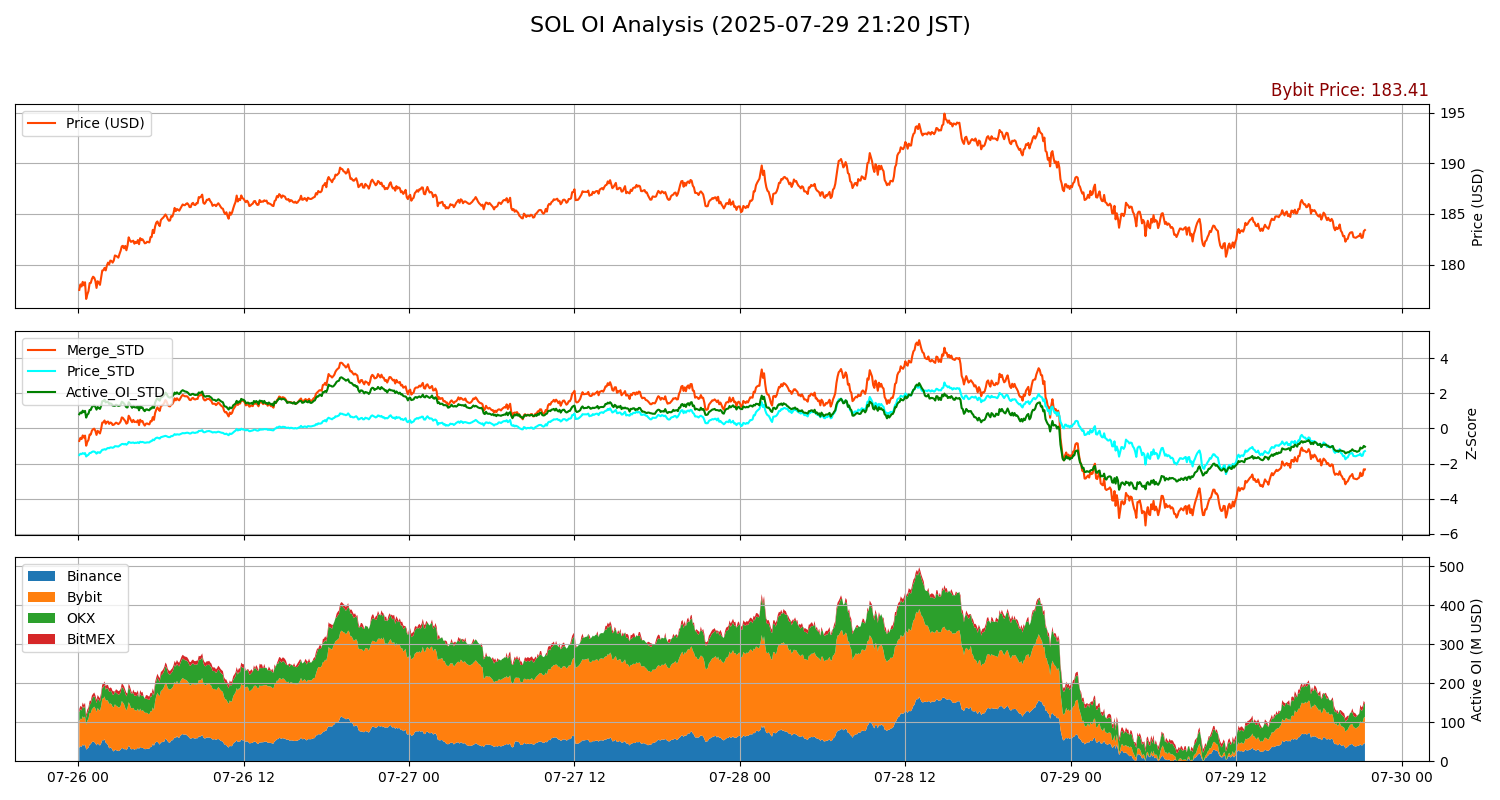 SOL OI Analysis (2025-07-29 21:20 JST)
Bybit Price: 183.41
Price (USD)
195
190
185
180
Price (USD)
Merge_STD
Price_STD
Active_OI_STD
4
2
0
−2
−4
−6
Z-Score
Binance
Bybit
OKX
BitMEX
500
400
300
200
100
0
Active OI (M USD)
07-26 00 07-26 12 07-27 00 07-27 12 07-28 00 07-28 12 07-29 00 07-29 12 07-30 00